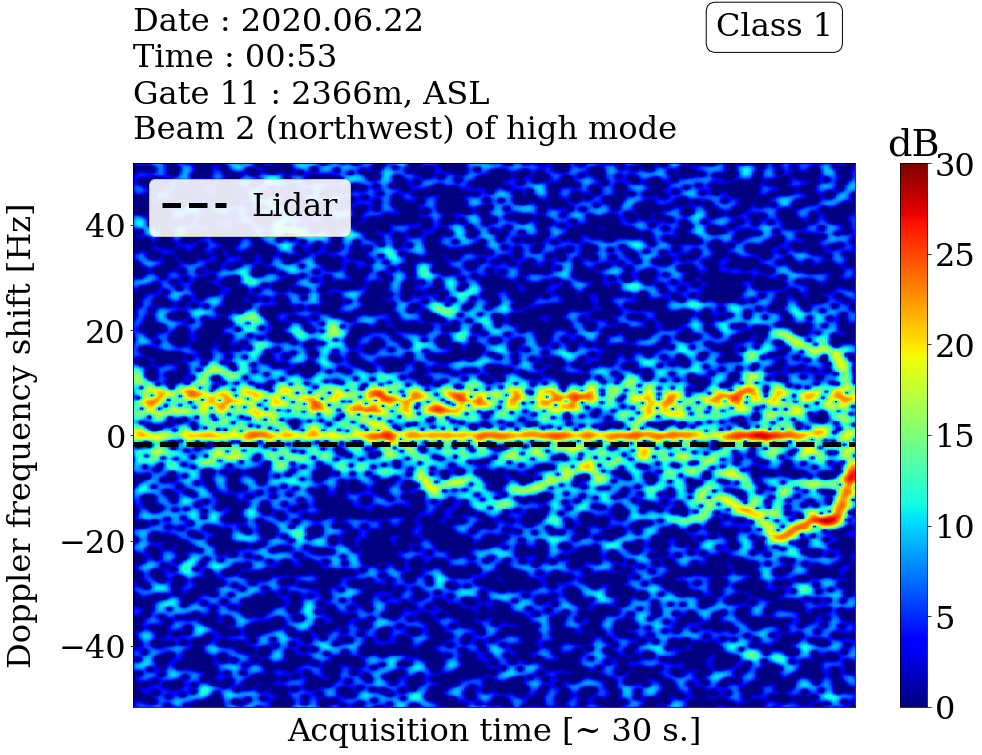 Date : 2020.06.22
Time : 00:53
Gate 11 : 2366m, ASL
Beam 2 (northwest) of high mode
Class 1
dB
Lidar
Doppler frequency shift [Hz]
40
20
0
−20
−40
30
25
20
15
10
5
0
Acquisition time [~ 30 s.]